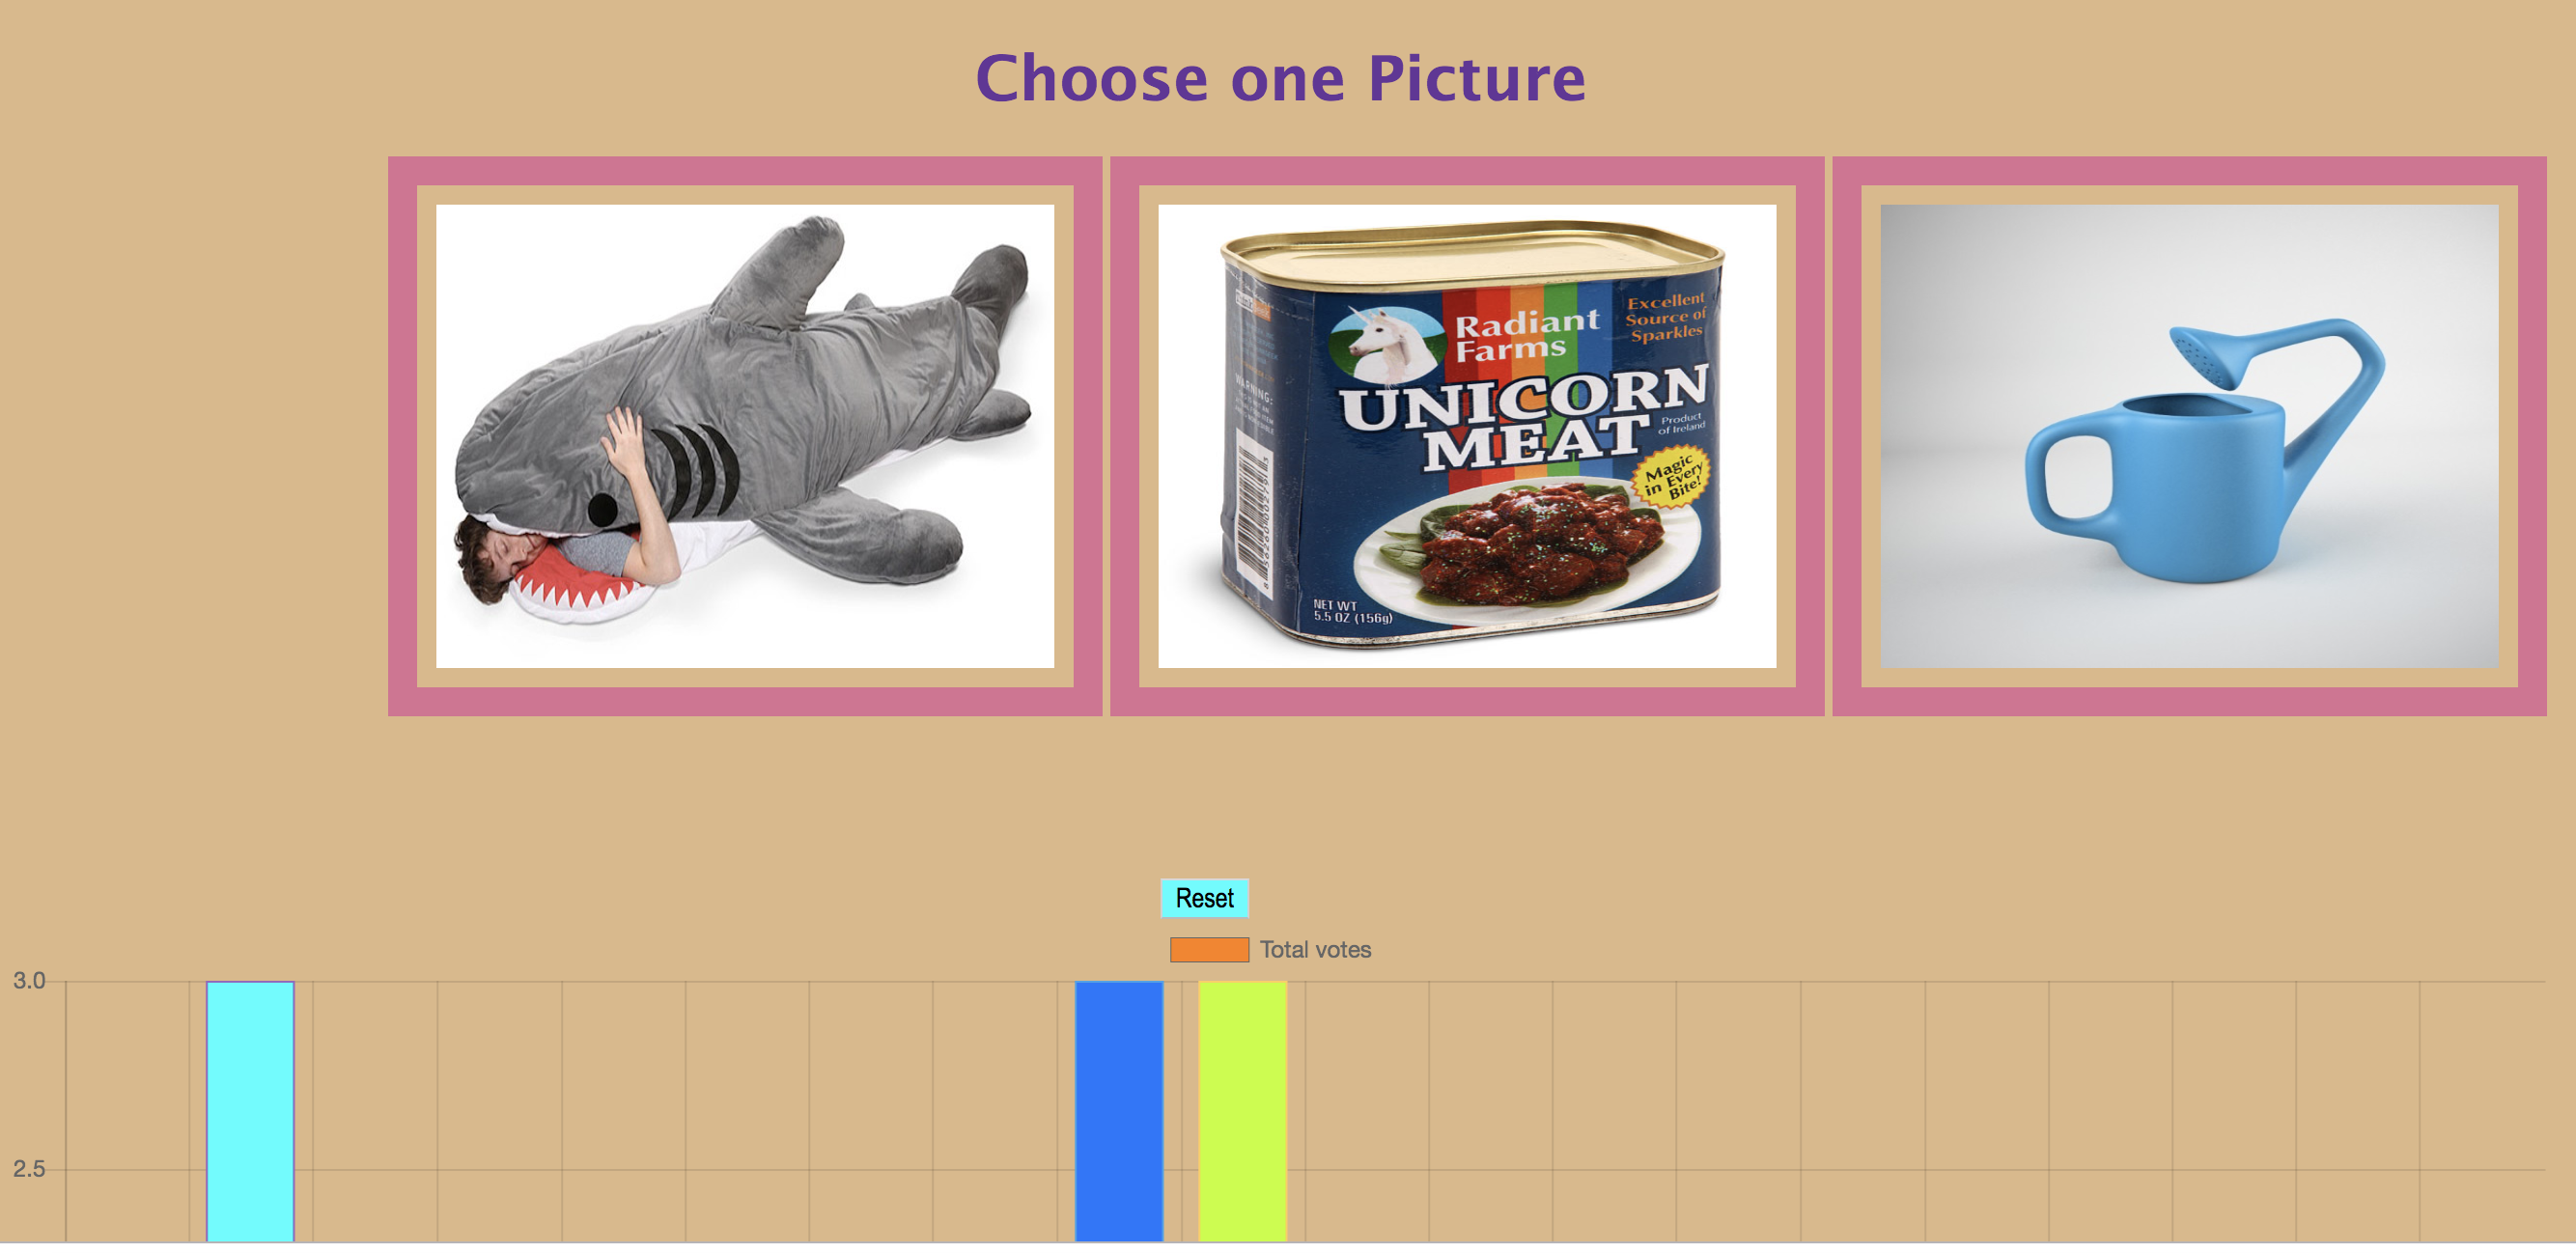 Choose one Picture
Radiant
Farms
Excellent
Source of
Sparkles
UNICORN
MEAT
Product
of Ireland
Magic
in Every
Bite!
WARNING:
NET WT
5.5 OZ (156g)
Reset
Total votes
3.0
2.5